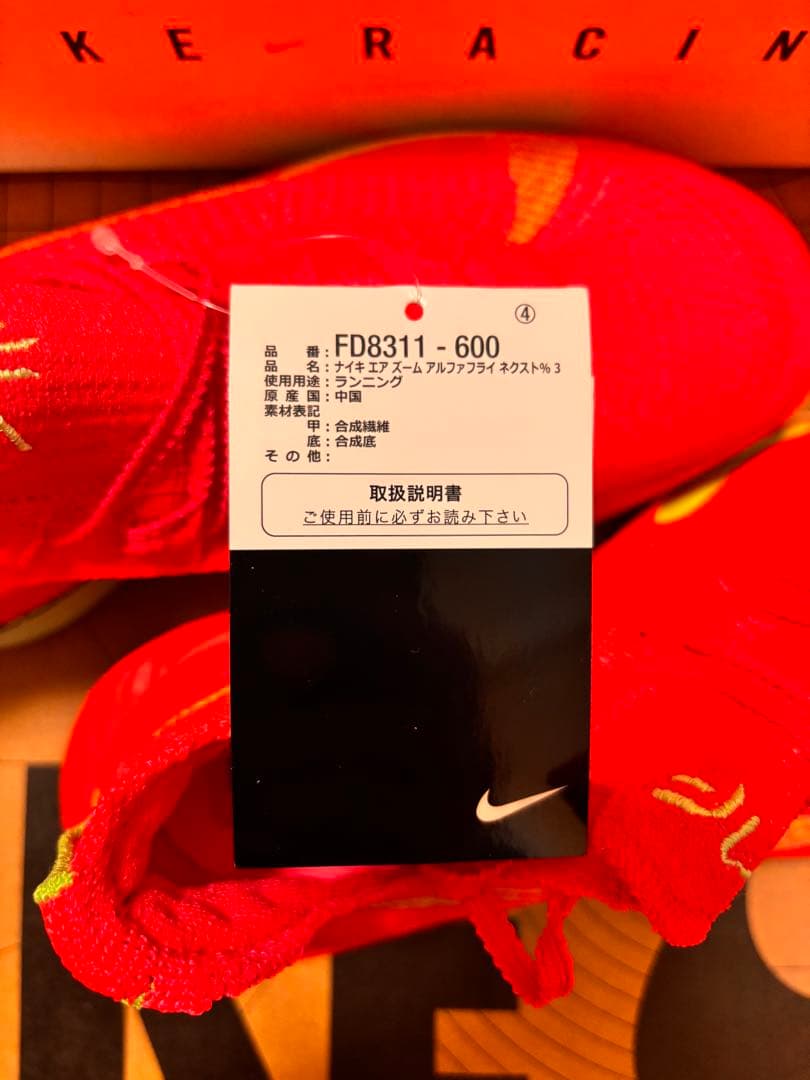 KE-RACIN
④
品 番：FD8311 - 600
品 名：ナイキ エア ズーム アルファフライ ネクスト% 3
使用用途：ランニング
原 産 国：中国
素材表記
甲：合成繊維
底：合成底
そ の 他：
取扱説明書
ご使用前に必ずお読み下さい